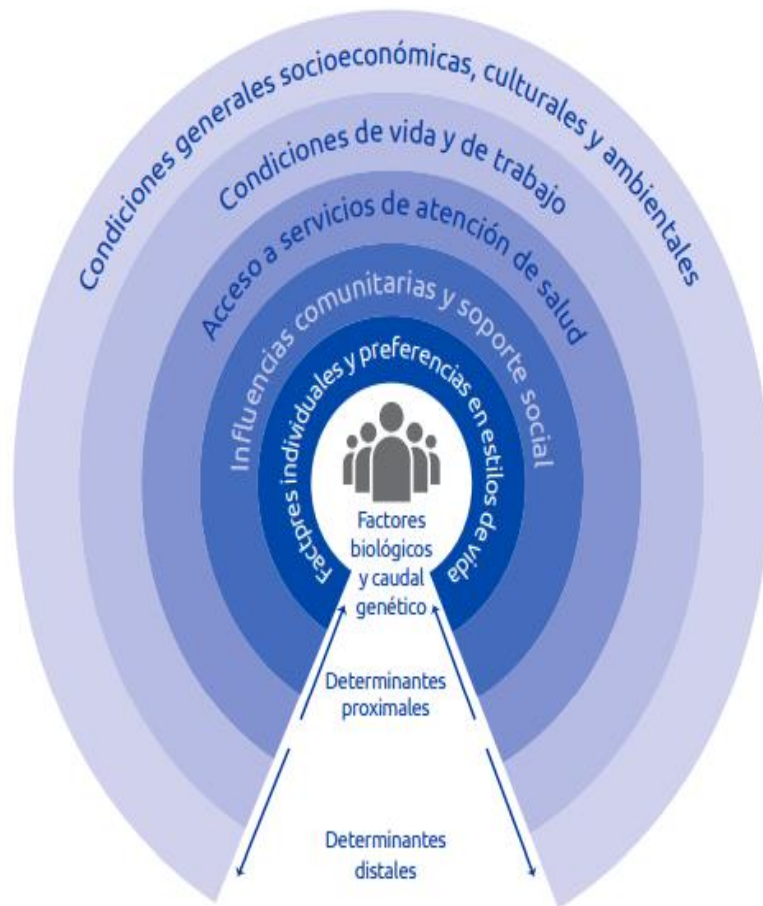 Condiciones generales socioeconómicas, culturales y ambientales
Condiciones de vida y de trabajo
Acceso a servicios de atención de salud
Influencias comunitarias y soporte social
Factpres individuales y preferencias en estilos de vida
Factores
biológicos
y caudal
genético
Determinantes
proximales
Determinantes
distales